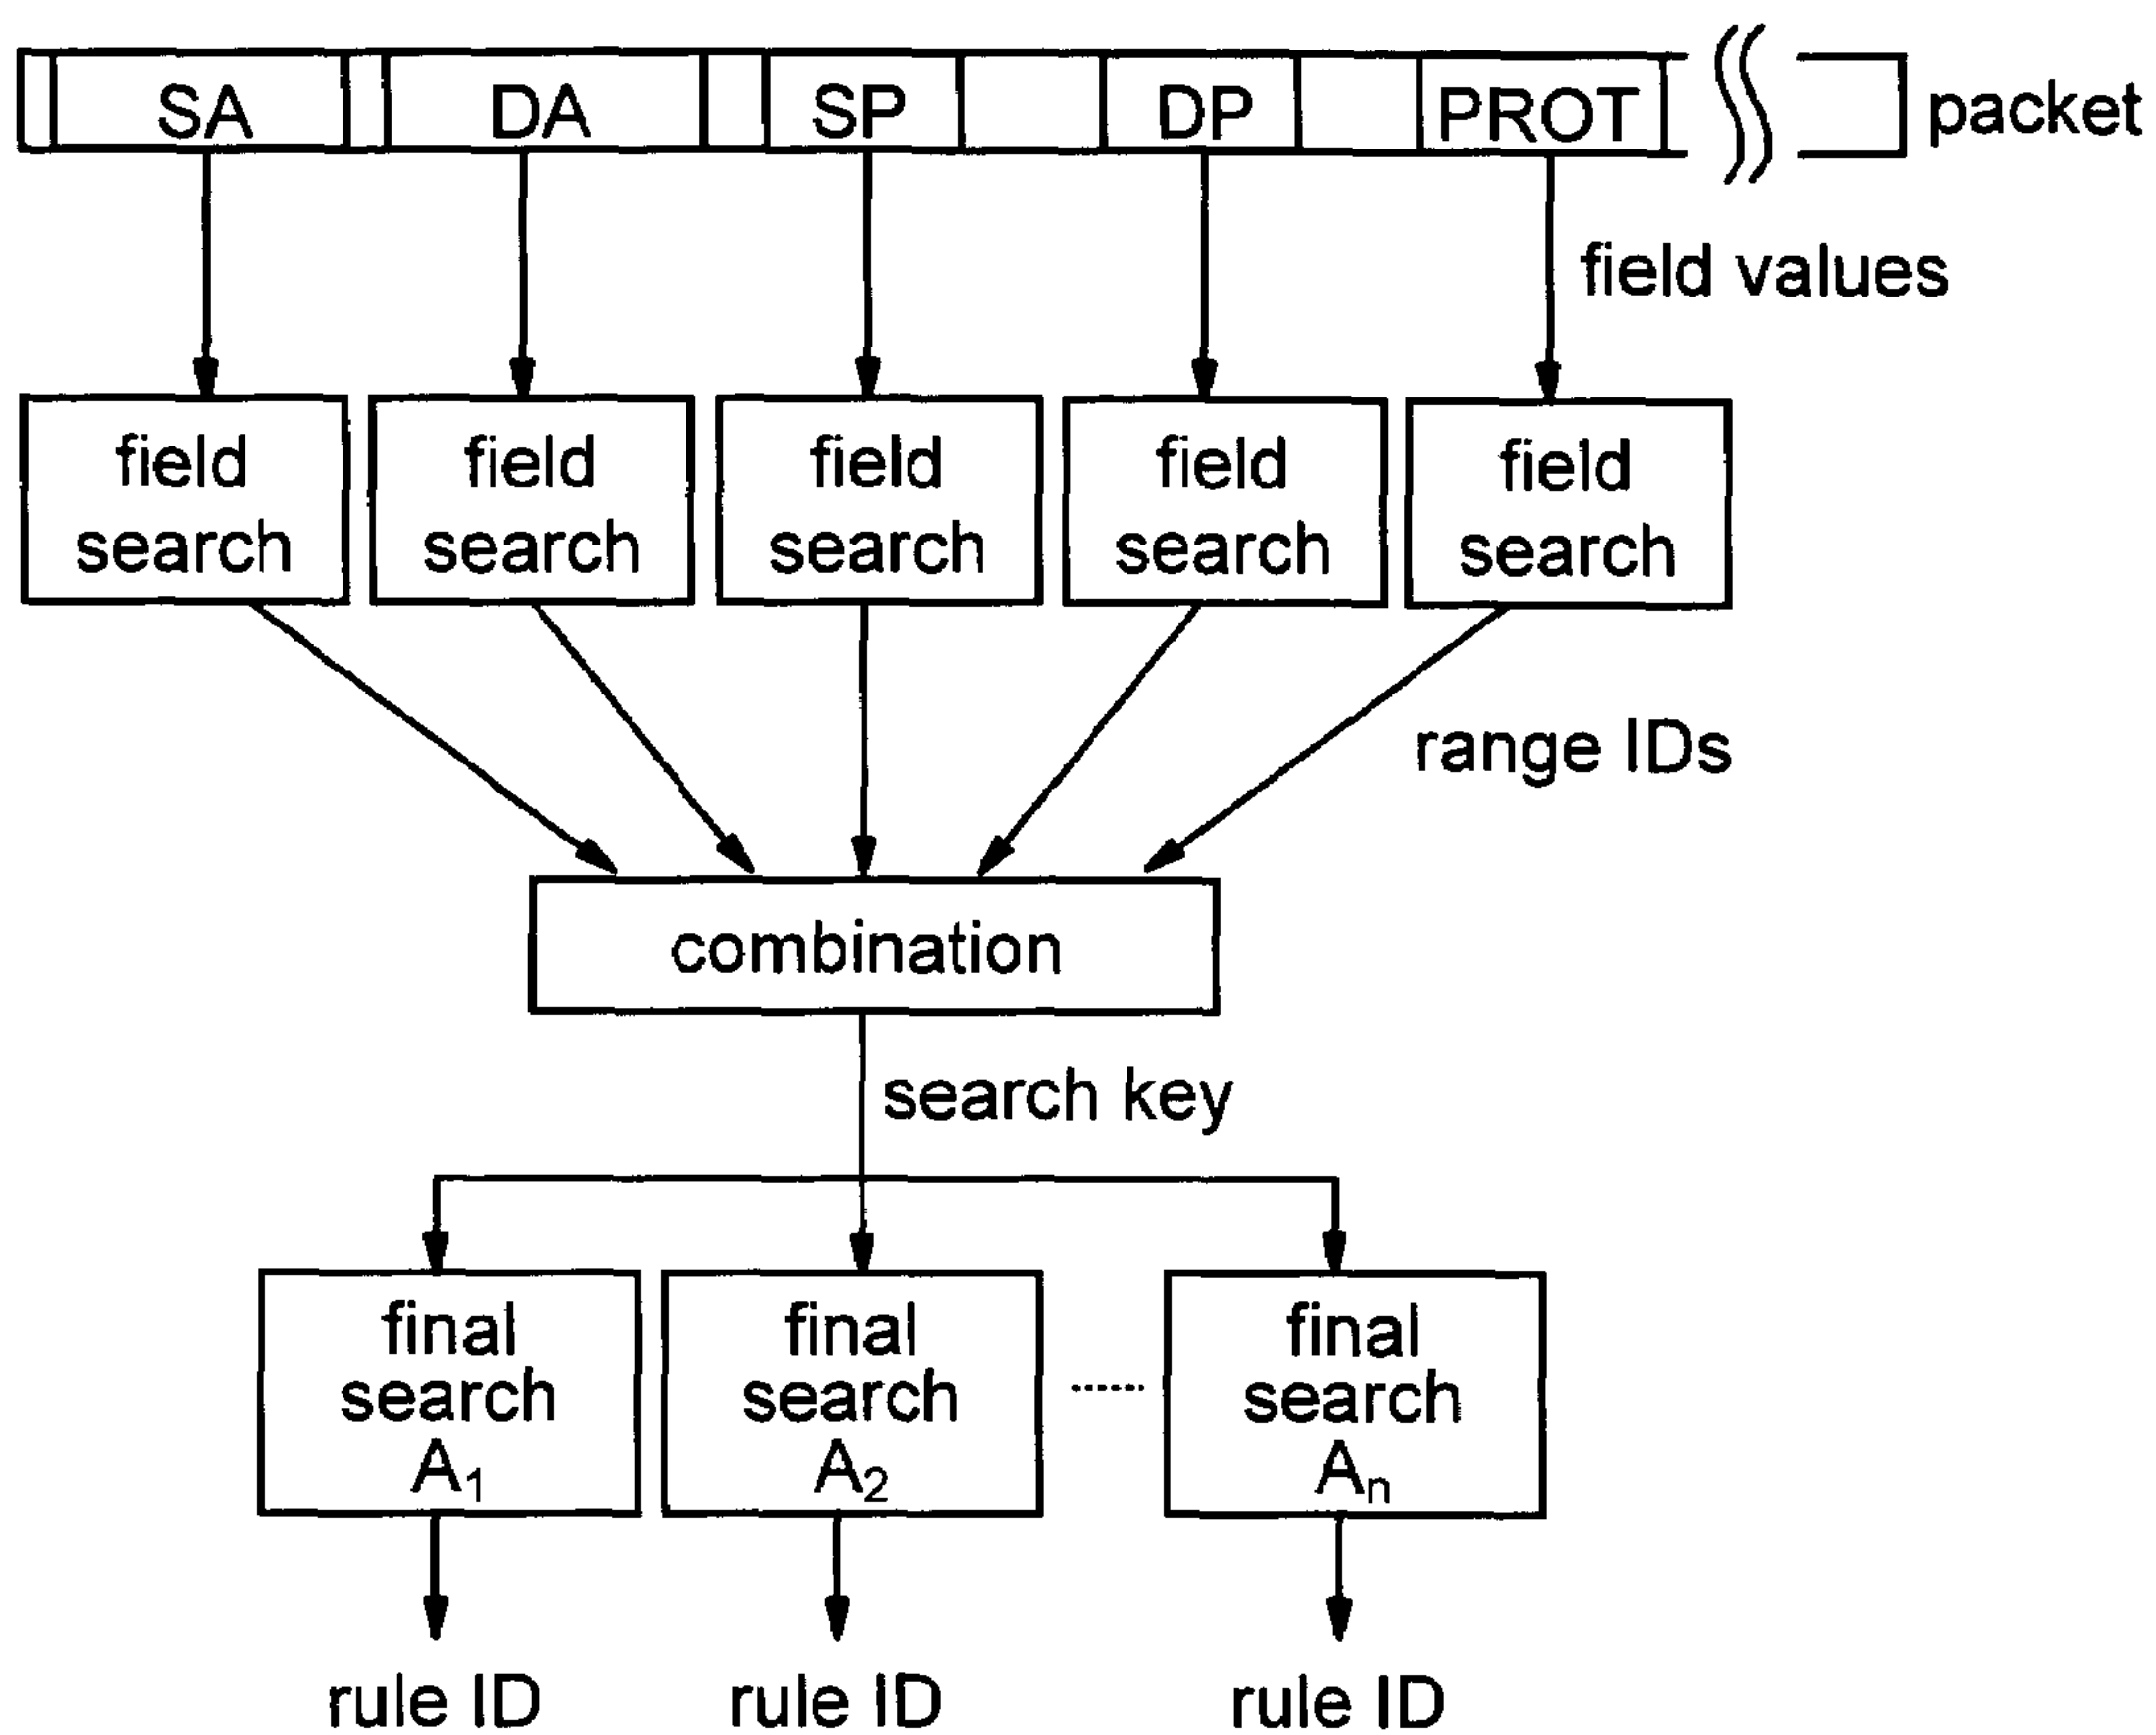 SA DA SP DP PROT packet
field values
field search
field search
field search
field search
field search
range IDs
combination
search key
final search A1
final search A2
final search An
rule ID
rule ID
rule ID